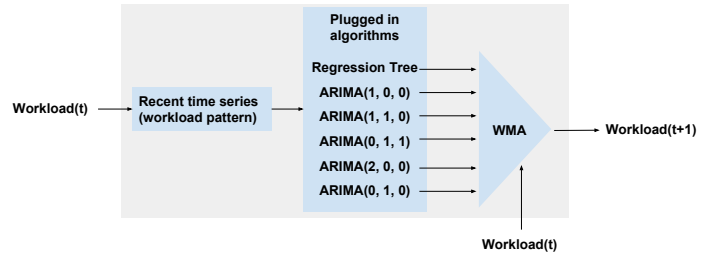 Plugged in
algorithms
Regression Tree
Workload(t)
Recent time series
(workload pattern)
ARIMA(1, 0, 0)
ARIMA(1, 1, 0)
ARIMA(0, 1, 1)
ARIMA(2, 0, 0)
ARIMA(0, 1, 0)
WMA
Workload(t+1)
Workload(t)